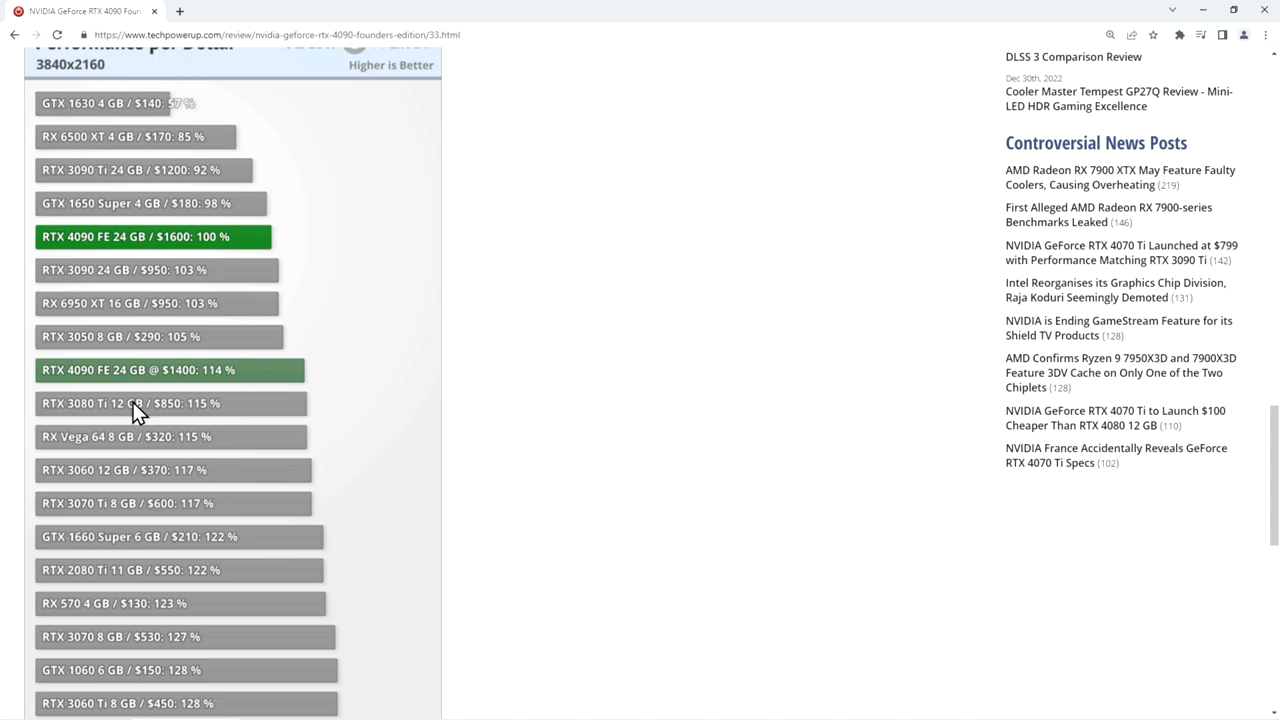 NVIDIA GeForce RTX 4090 Foun
https://www.techpowerup.com/review/nvidia-geforce-rtx-4090-founders-edition/33.html
Performance per Dollar
3840x2160
Higher is Better
GTX 1630 4 GB / $140: 57 %
RX 6500 XT 4 GB / $170: 85 %
RTX 3090 Ti 24 GB / $1200: 92 %
GTX 1650 Super 4 GB / $180: 98 %
RTX 4090 FE 24 GB / $1600: 100 %
RTX 3090 24 GB / $950: 103 %
RX 6950 XT 16 GB / $950: 103 %
RTX 3050 8 GB / $290: 105 %
RTX 4090 FE 24 GB @ $1400: 114 %
RTX 3080 Ti 12 GB / $850: 115 %
RX Vega 64 8 GB / $320: 115 %
RTX 3060 12 GB / $370: 117 %
RTX 3070 Ti 8 GB / $600: 117 %
GTX 1660 Super 6 GB / $210: 122 %
RTX 2080 Ti 11 GB / $550: 122 %
RX 570 4 GB / $130: 123 %
RTX 3070 8 GB / $530: 127 %
GTX 1060 6 GB / $150: 128 %
RTX 3060 Ti 8 GB / $450: 128 %
DLSS 3 Comparison Review
Dec 30th, 2022
Cooler Master Tempest GP27Q Review - Mini-
LED HDR Gaming Excellence
Controversial News Posts
AMD Radeon RX 7900 XTX May Feature Faulty
Coolers, Causing Overheating (219)
First Alleged AMD Radeon RX 7900-series
Benchmarks Leaked (146)
NVIDIA GeForce RTX 4070 Ti Launched at $799
with Performance Matching RTX 3090 Ti (142)
Intel Reorganises its Graphics Chip Division,
Raja Koduri Seemingly Demoted (131)
NVIDIA is Ending GameStream Feature for its
Shield TV Products (128)
AMD Confirms Ryzen 9 7950X3D and 7900X3D
Feature 3DV Cache on Only One of the Two
Chiplets (128)
NVIDIA GeForce RTX 4070 Ti to Launch $100
Cheaper Than RTX 4080 12 GB (110)
NVIDIA France Accidentally Reveals GeForce
RTX 4070 Ti Specs (102)